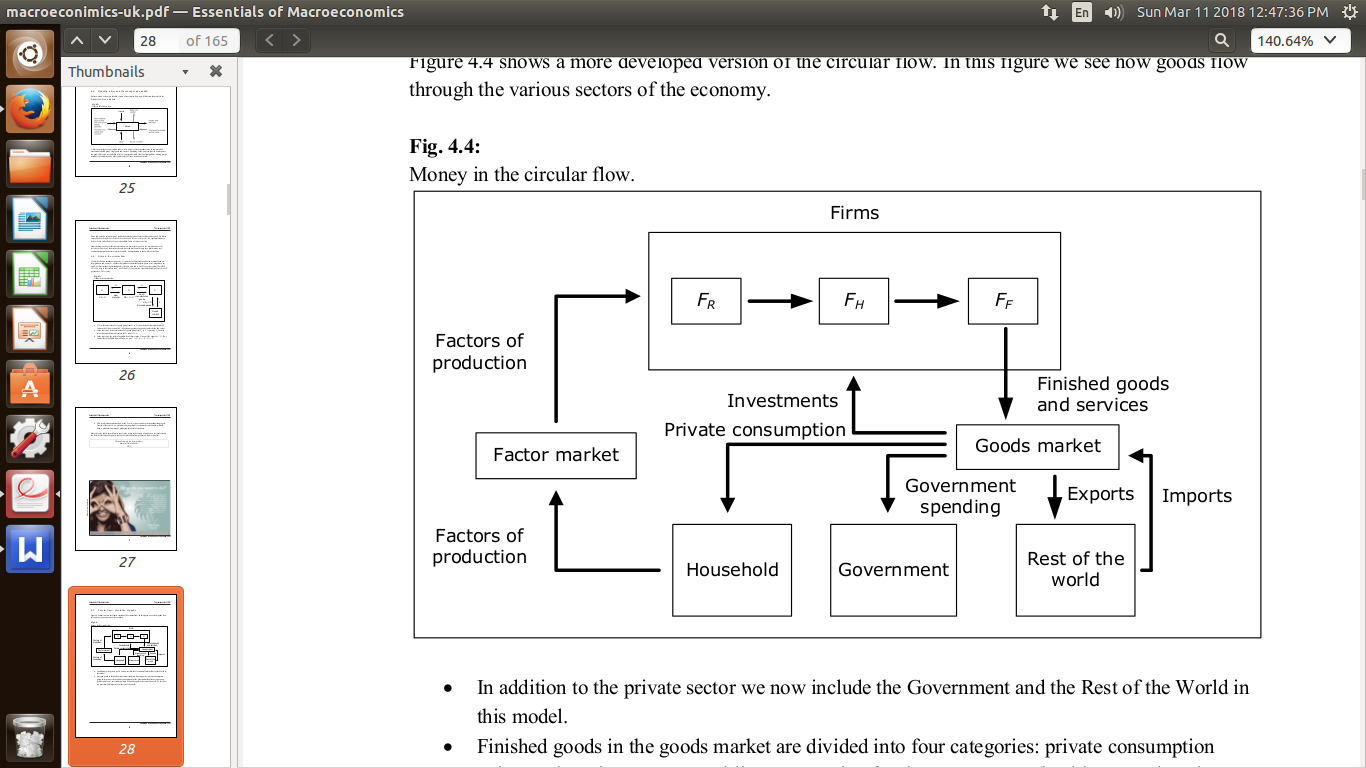 macroeconimics-uk.pdf — Essentials of Macroeconomics
En
Sun Mar 11 2018 12:47:36 PM
28 of 165
140.64%
Thumbnails
25
26
27
28
Figure 4.4 shows a more developed version of the circular flow. In this figure we see how goods flow
through the various sectors of the economy.
Fig. 4.4:
Money in the circular flow.
Firms
FR
FH
FF
Factors of
production
Finished goods
and services
Investments
Private consumption
Factor market
Goods market
Government
spending
Exports
Imports
Factors of
production
Household
Government
Rest of the
world
• In addition to the private sector we now include the Government and the Rest of the World in
this model.
• Finished goods in the goods market are divided into four categories: private consumption